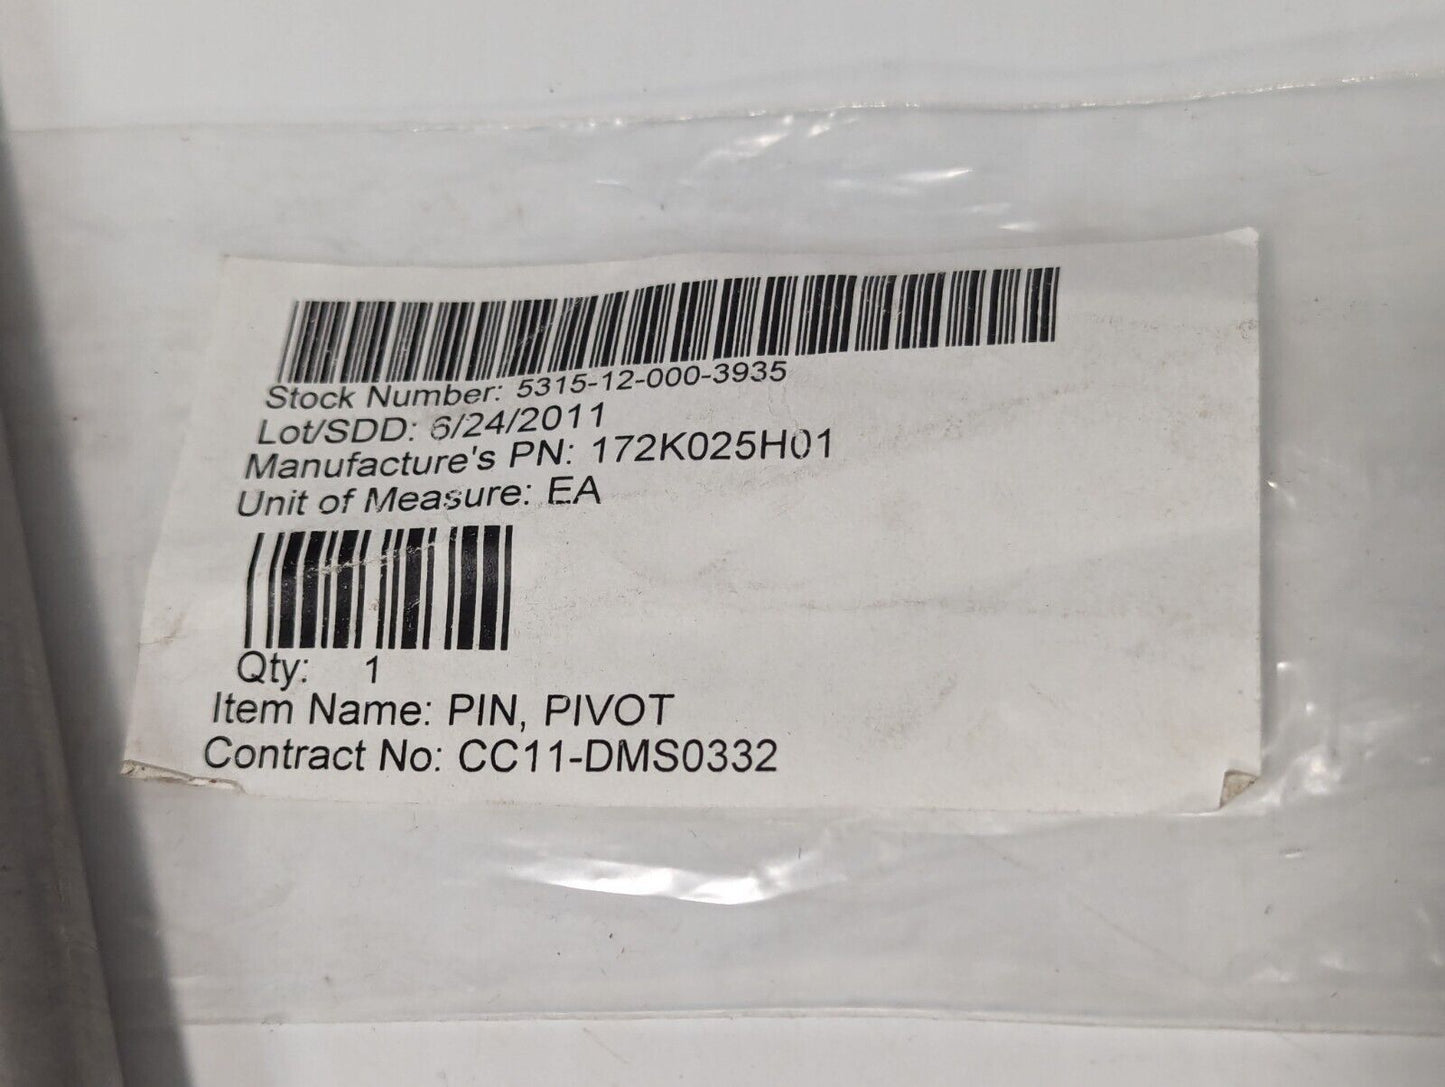 Stock Number: 5315-12-000-3935
Lot/SDD: 6/24/2011
Manufacture's PN: 172K025H01
Unit of Measure: EA
Qty: 1
Item Name: PIN, PIVOT
Contract No: CC11-DMS0332